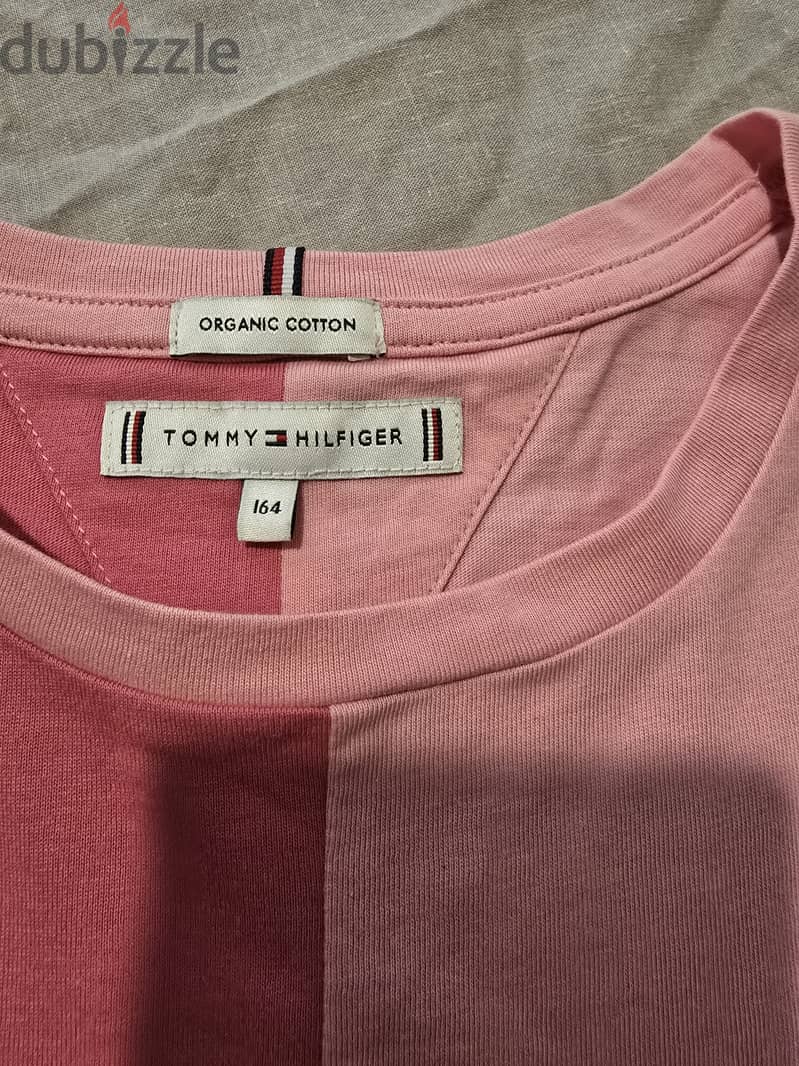 dubizzle
ORGANIC COTTON
TOMMY HILFIGER
164